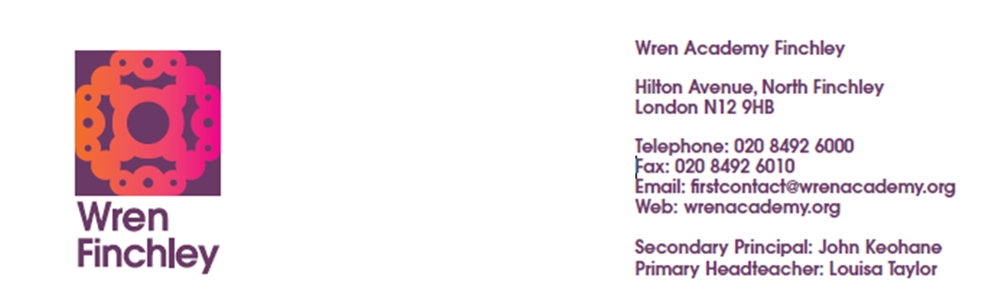 Wren
Finchley
Wren Academy Finchley
Hilton Avenue, North Finchley
London N12 9HB
Telephone: 020 8492 6000
Fax: 020 8492 6010
Email: firstcontact@wrenacademy.org
Web: wrenacademy.org
Secondary Principal: John Keohane
Primary Headteacher: Louisa Taylor